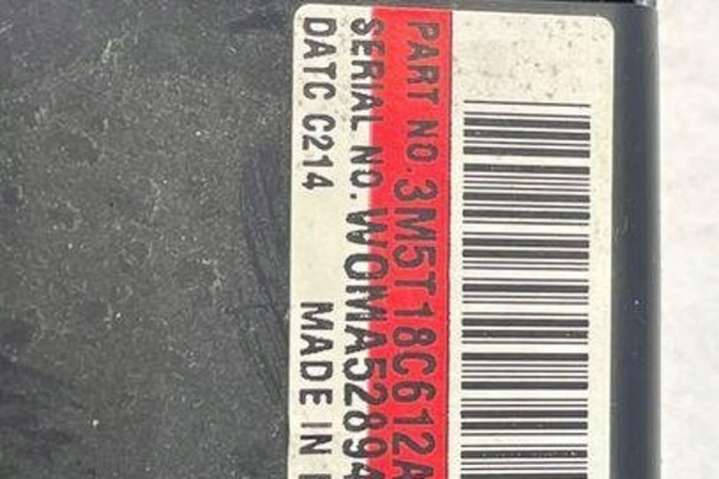 PART NO. 3M5T18C612A
SERIAL NO. WOMA52894
DATC C214 MADE IN